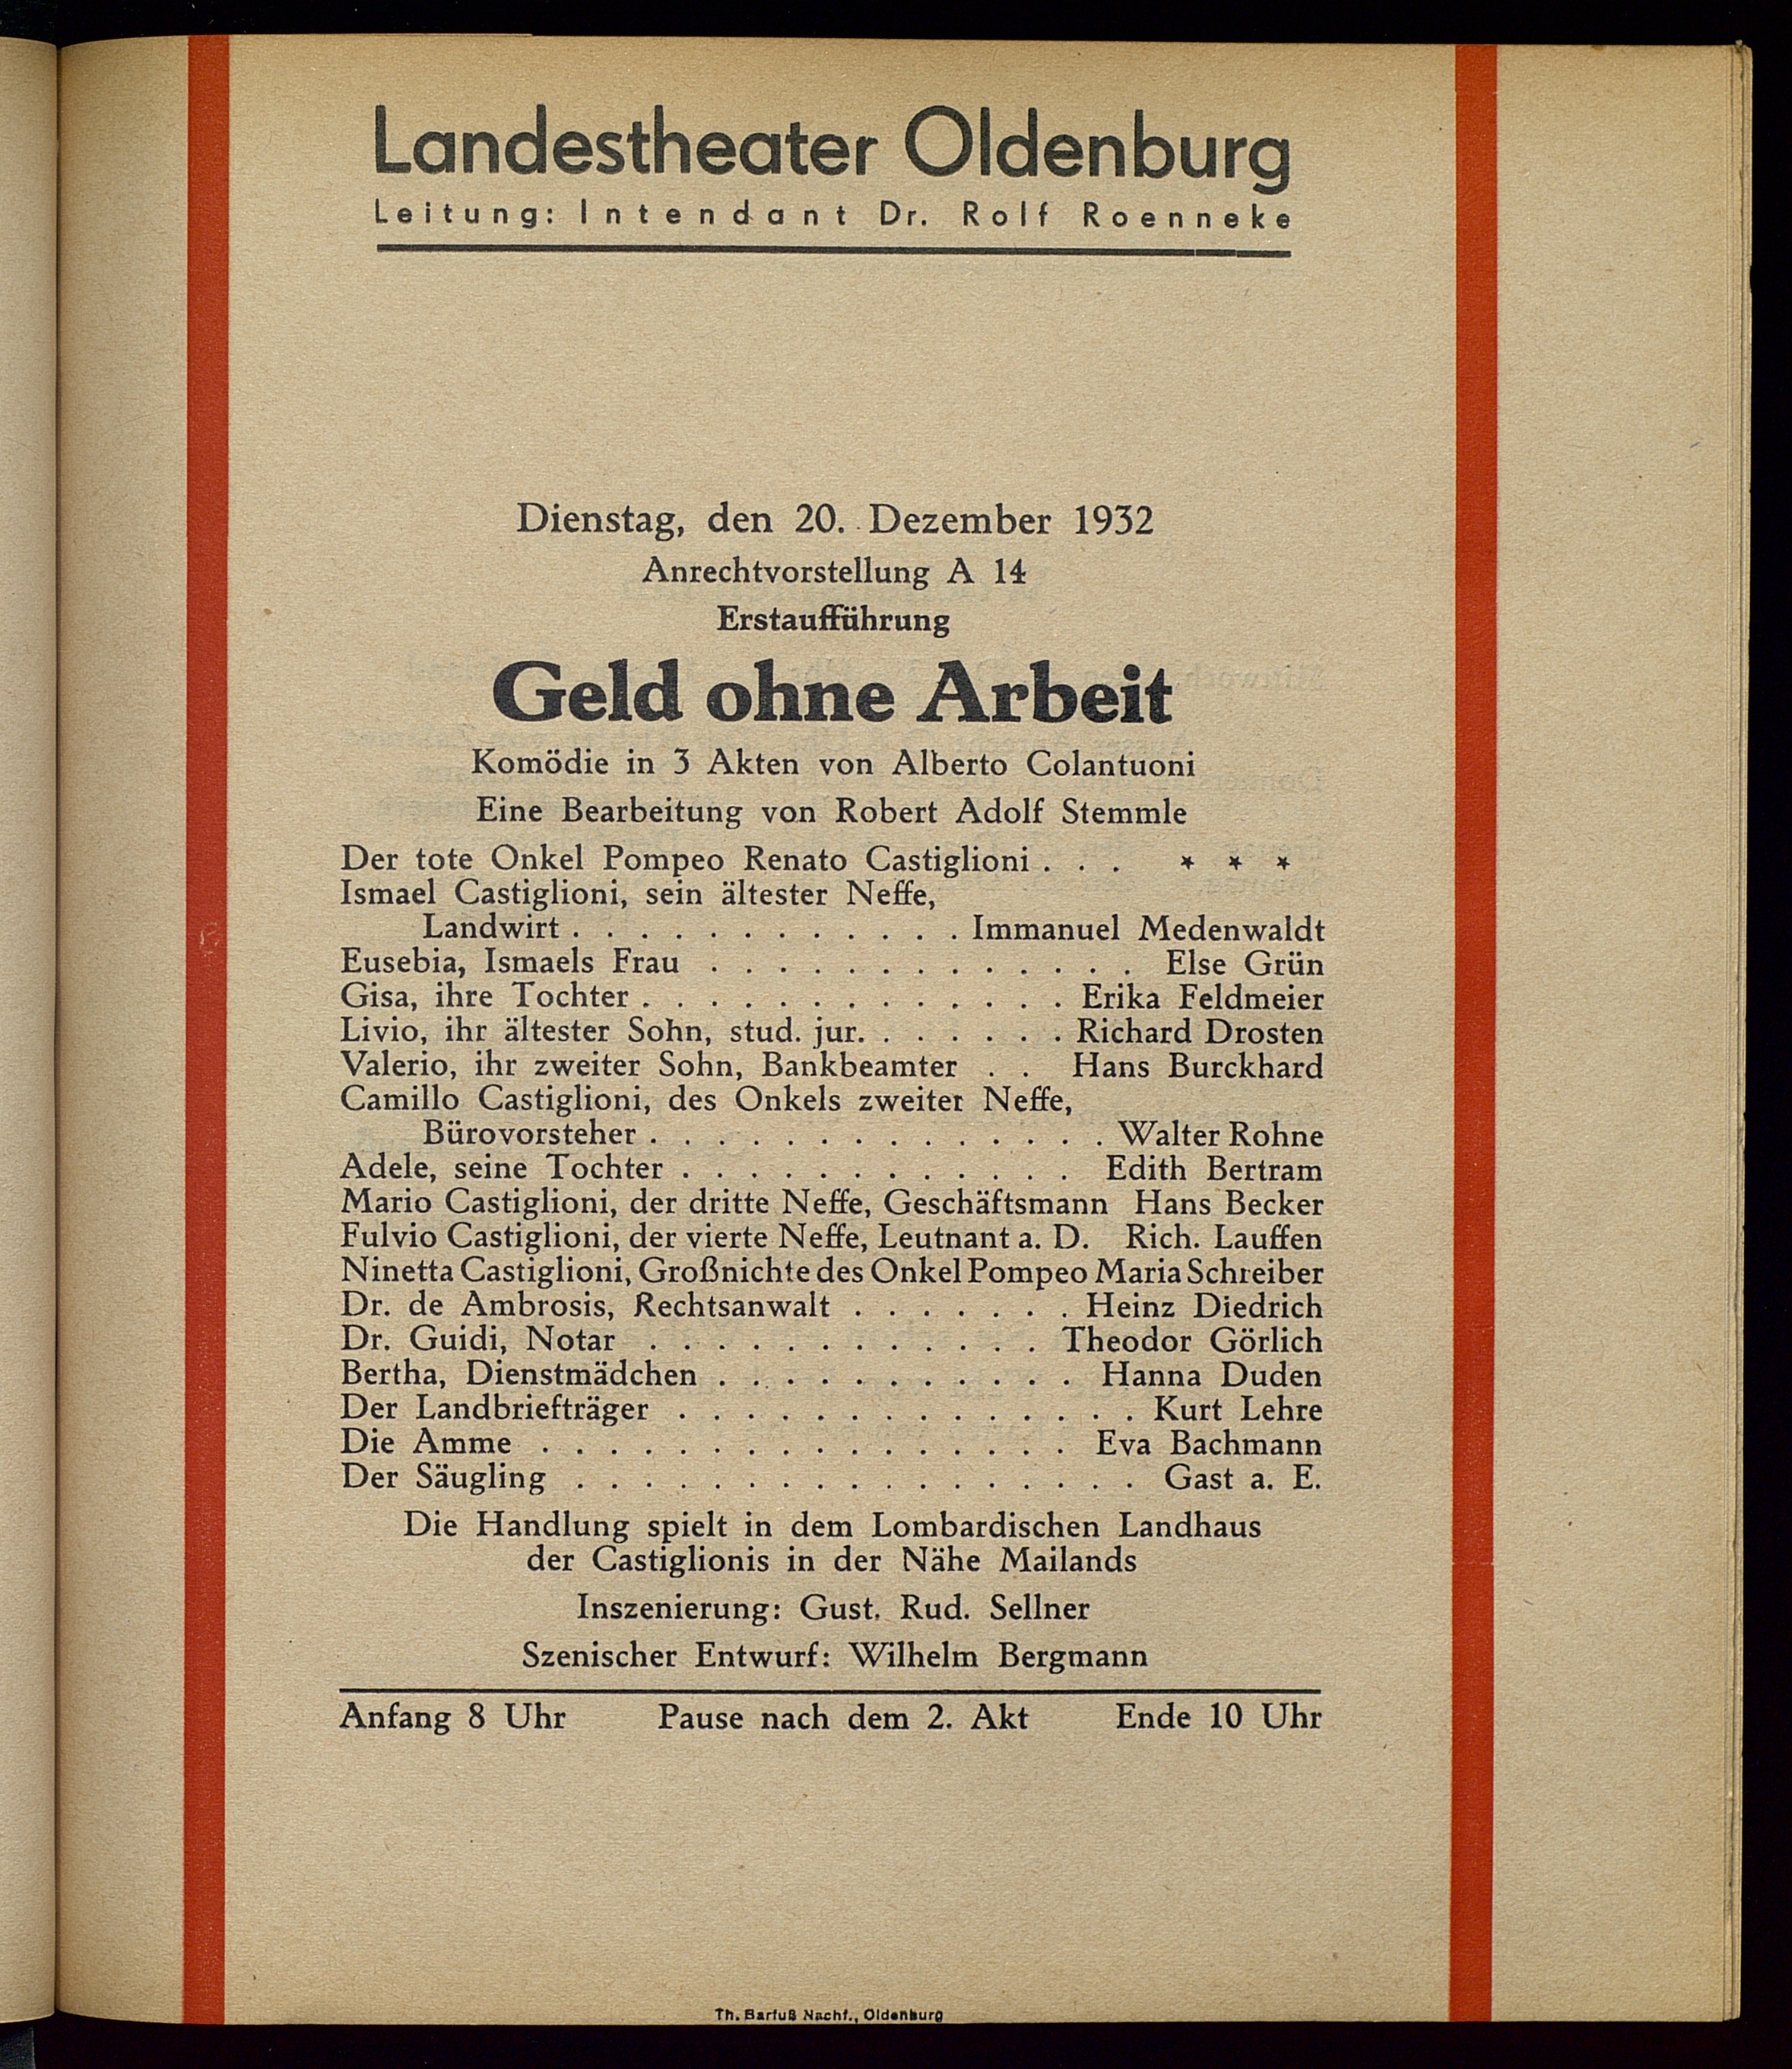 Landestheater Oldenburg
Leitung: Intendant Dr. Rolf Roenneke
Dienstag, den 20. Dezember 1932
Anrechtvorstellung A 14
Erstaufführung
Geld ohne Arbeit
Komödie in 3 Akten von Alberto Colantuoni
Eine Bearbeitung von Robert Adolf Stemmle
Der tote Onkel Pompeo Renato Castiglioni . . . * * *
Ismael Castiglioni, sein ältester Neffe,
Landwirt . . . . . . . . . . . . Immanuel Medenwaldt
Eusebia, Ismaels Frau . . . . . . . . . . . . . Else Grün
Gisa, ihre Tochter . . . . . . . . . . . . . Erika Feldmeier
Livio, ihr ältester Sohn, stud. jur. . . . . . . Richard Drosten
Valerio, ihr zweiter Sohn, Bankbeamter . . Hans Burckhard
Camillo Castiglioni, des Onkels zweiter Neffe,
Bürovorsteher . . . . . . . . . . . . . . Walter Rohne
Adele, seine Tochter . . . . . . . . . . . . Edith Bertram
Mario Castiglioni, der dritte Neffe, Geschäftsmann Hans Becker
Fulvio Castiglioni, der vierte Neffe, Leutnant a. D. Rich. Lauffen
Ninetta Castiglioni, Großnichte des Onkel Pompeo Maria Schreiber
Dr. de Ambrosis, Rechtsanwalt . . . . . . . Heinz Diedrich
Dr. Guidi, Notar . . . . . . . . . . . . Theodor Görlich
Bertha, Dienstmädchen . . . . . . . . . . . Hanna Duden
Der Landbriefträger . . . . . . . . . . . . . . Kurt Lehre
Die Amme . . . . . . . . . . . . . . . . Eva Bachmann
Der Säugling . . . . . . . . . . . . . . . . . Gast a. E.
Die Handlung spielt in dem Lombardischen Landhaus
der Castiglionis in der Nähe Mailands
Inszenierung: Gust. Rud. Sellner
Szenischer Entwurf: Wilhelm Bergmann
Anfang 8 Uhr Pause nach dem 2. Akt Ende 10 Uhr
Th. Barfuß Nachf., Oldenburg